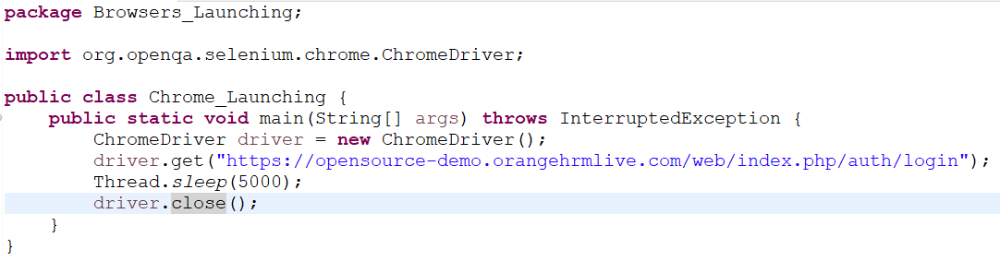 package Browsers_Launching;
import org.openqa.selenium.chrome.ChromeDriver;
public class Chrome_Launching {
public static void main(String[] args) throws InterruptedException {
ChromeDriver driver = new ChromeDriver();
driver.get("https://opensource-demo.orangehrmlive.com/web/index.php/auth/login");
Thread.sleep(5000);
driver.close();
}
}